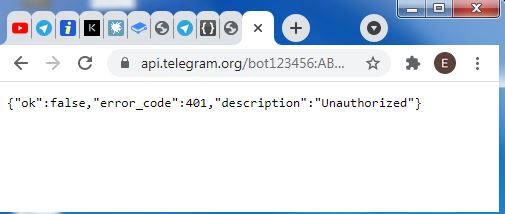 api.telegram.org/bot123456:AB...
E
{"ok":false,"error_code":401,"description":"Unauthorized"}